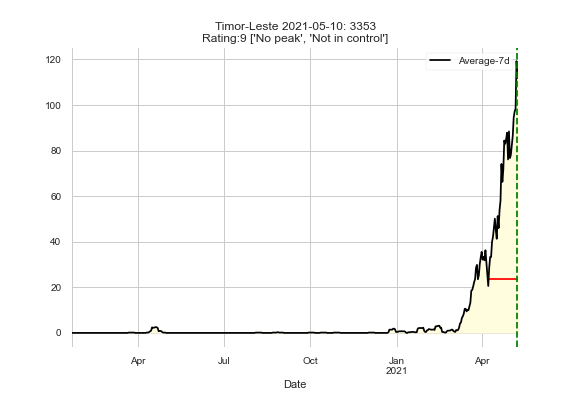 Timor-Leste 2021-05-10: 3353
Rating:9 ['No peak', 'Not in control']
Average-7d
120
100
80
60
40
20
0
Apr Jul Oct Jan Apr
2021
Date